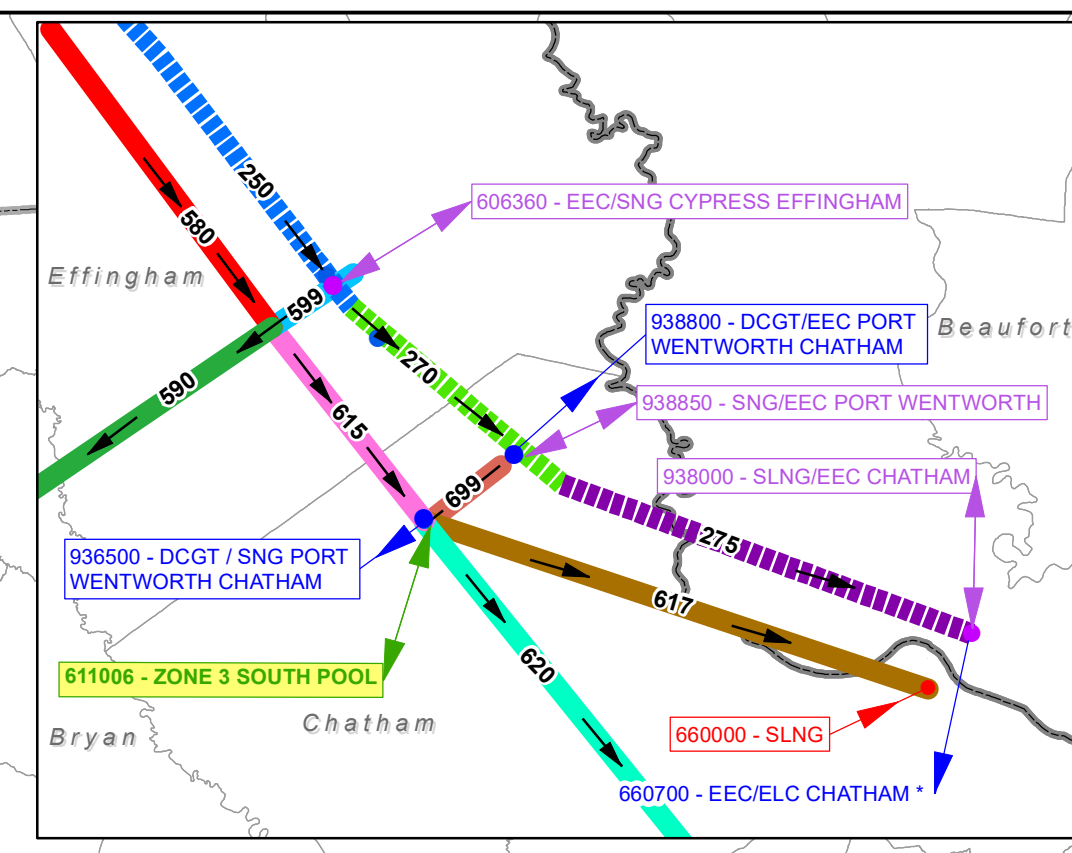 250
606360 - EEC/SNG CYPRESS EFFINGHAM
580
Effingham
599
938800 - DCGT/EEC PORT
WENTWORTH CHATHAM
Beaufort
270
590
938850 - SNG/EEC PORT WENTWORTH
615
938000 - SLNG/EEC CHATHAM
699
275
936500 - DCGT / SNG PORT
WENTWORTH CHATHAM
617
620
611006 - ZONE 3 SOUTH POOL
Chatham
Bryan
660000 - SLNG
660700 - EEC/ELC CHATHAM *